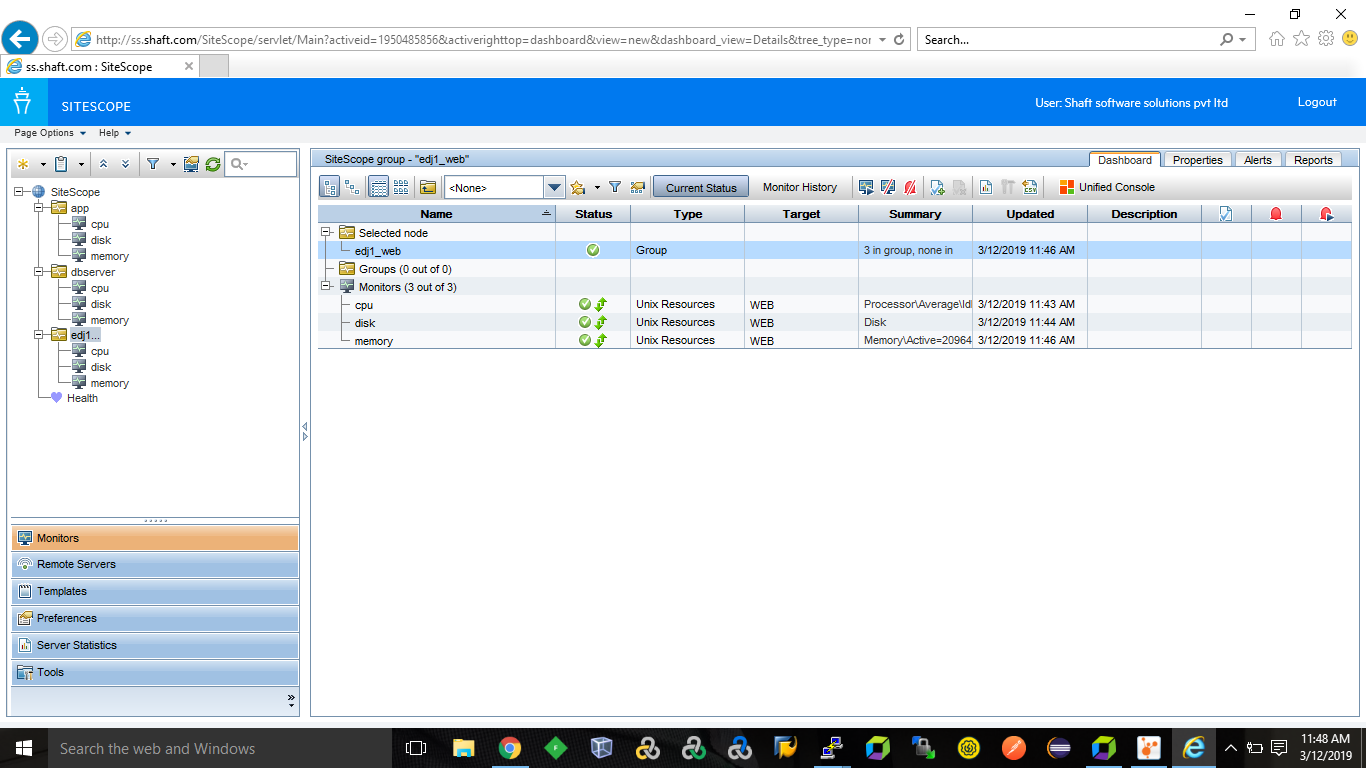 http://ss.shaft.com/SiteScope/servlet/Main?activeid=1950485856&activerighttop=dashboard&view=new&dashboard_view=Details&tree_type=nor
Search...
ss.shaft.com : SiteScope
SITESCOPE
User: Shaft software solutions pvt ltd
Logout
Page Options
Help
SiteScope
app
cpu
disk
memory
dbserver
cpu
disk
memory
edj1...
cpu
disk
memory
Health
Monitors
Remote Servers
Templates
Preferences
Server Statistics
Tools
SiteScope group - "edj1_web"
Dashboard Properties Alerts Reports
<None> Current Status Monitor History CSV Unified Console
Name Status Type Target Summary Updated Description
Selected node
edj1_web Group 3 in group, none in 3/12/2019 11:46 AM
Groups (0 out of 0)
Monitors (3 out of 3)
cpu Unix Resources WEB Processor\Average\Id 3/12/2019 11:43 AM
disk Unix Resources WEB Disk 3/12/2019 11:44 AM
memory Unix Resources WEB Memory\Active=20964 3/12/2019 11:46 AM
Search the web and Windows
11:48 AM
3/12/2019